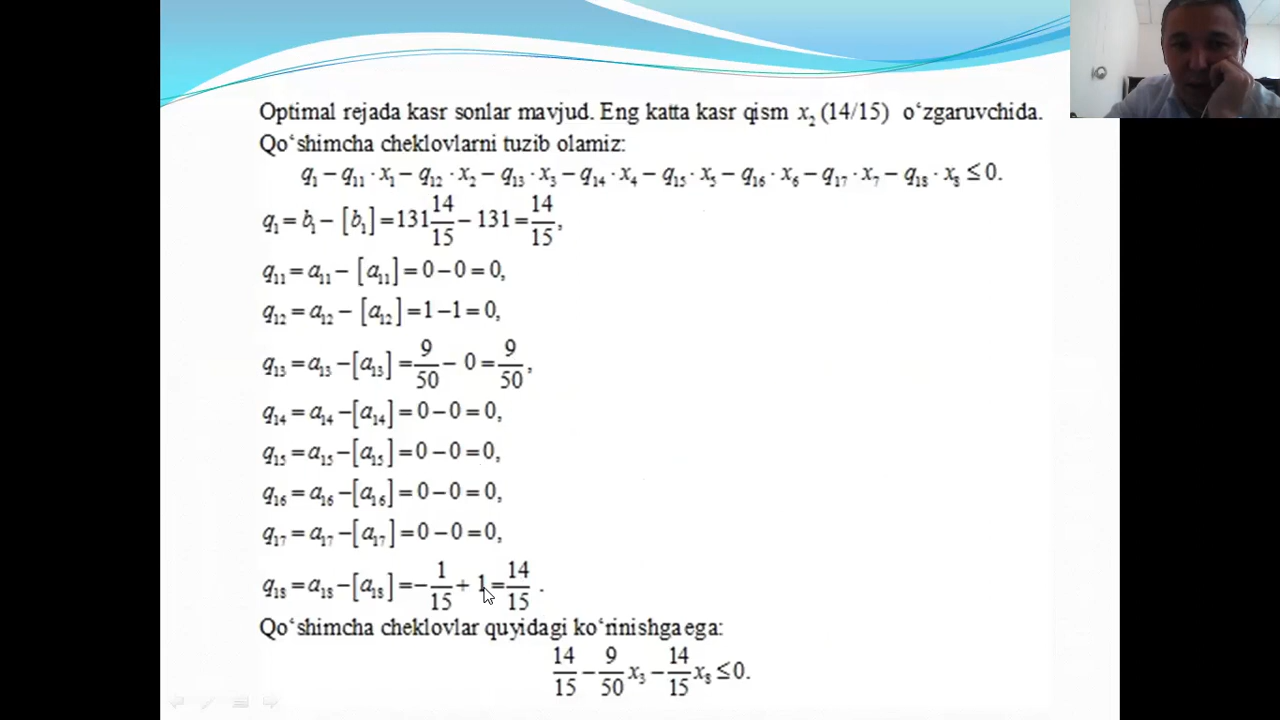 Optimal rejada kasr sonlar mavjud. Eng katta kasr qism x₂ (14/15) oʻzgaruvchida.
Qoʻshimcha cheklovlarni tuzib olamiz:
q₁ − q₁₁ · x₁ − q₁₂ · x₂ − q₁₃ · x₃ − q₁₄ · x₄ − q₁₅ · x₅ − q₁₆ · x₆ − q₁₇ · x₇ − q₁₈ · x₈ ≤ 0.
q₁ = b₁ − [b₁] = 131 14/15 − 131 = 14/15,
q₁₁ = a₁₁ − [a₁₁] = 0 − 0 = 0,
q₁₂ = a₁₂ − [a₁₂] = 1 − 1 = 0,
q₁₃ = a₁₃ − [a₁₃] = 9/50 − 0 = 9/50,
q₁₄ = a₁₄ − [a₁₄] = 0 − 0 = 0,
q₁₅ = a₁₅ − [a₁₅] = 0 − 0 = 0,
q₁₆ = a₁₆ − [a₁₆] = 0 − 0 = 0,
q₁₇ = a₁₇ − [a₁₇] = 0 − 0 = 0,
q₁₈ = a₁₈ − [a₁₈] = − 1/15 + 1 = 14/15 .
Qoʻshimcha cheklovlar quyidagi koʻrinishga ega:
14/15 − 9/50 x₃ − 14/15 x₈ ≤ 0.